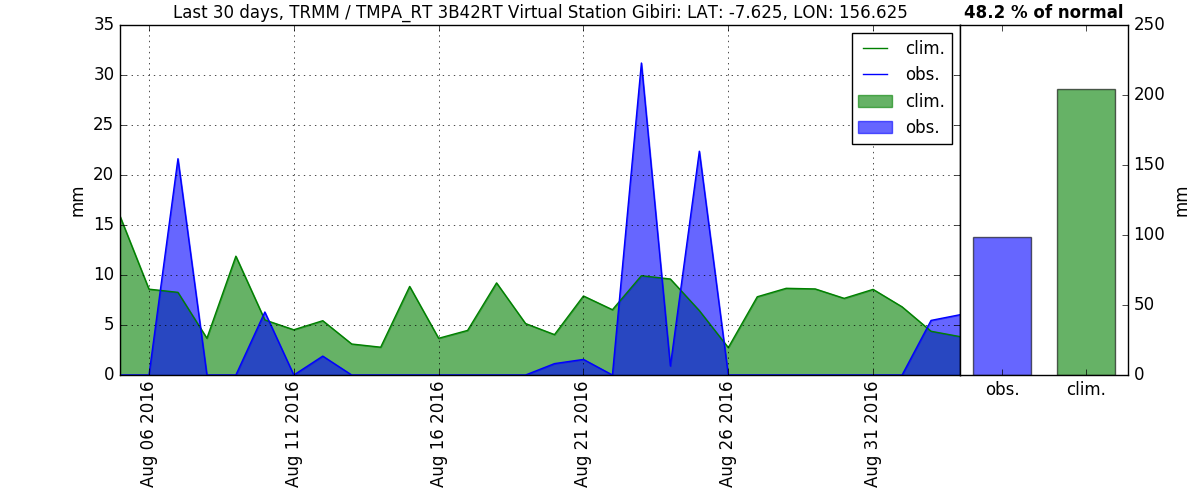 Last 30 days, TRMM / TMPA_RT 3B42RT Virtual Station Gibiri: LAT: -7.625, LON: 156.625
48.2 % of normal
35
30
25
20
15
10
5
0
mm
clim.
obs.
clim.
obs.
Aug 06 2016
Aug 11 2016
Aug 16 2016
Aug 21 2016
Aug 26 2016
Aug 31 2016
250
200
150
100
50
0
mm
obs.
clim.